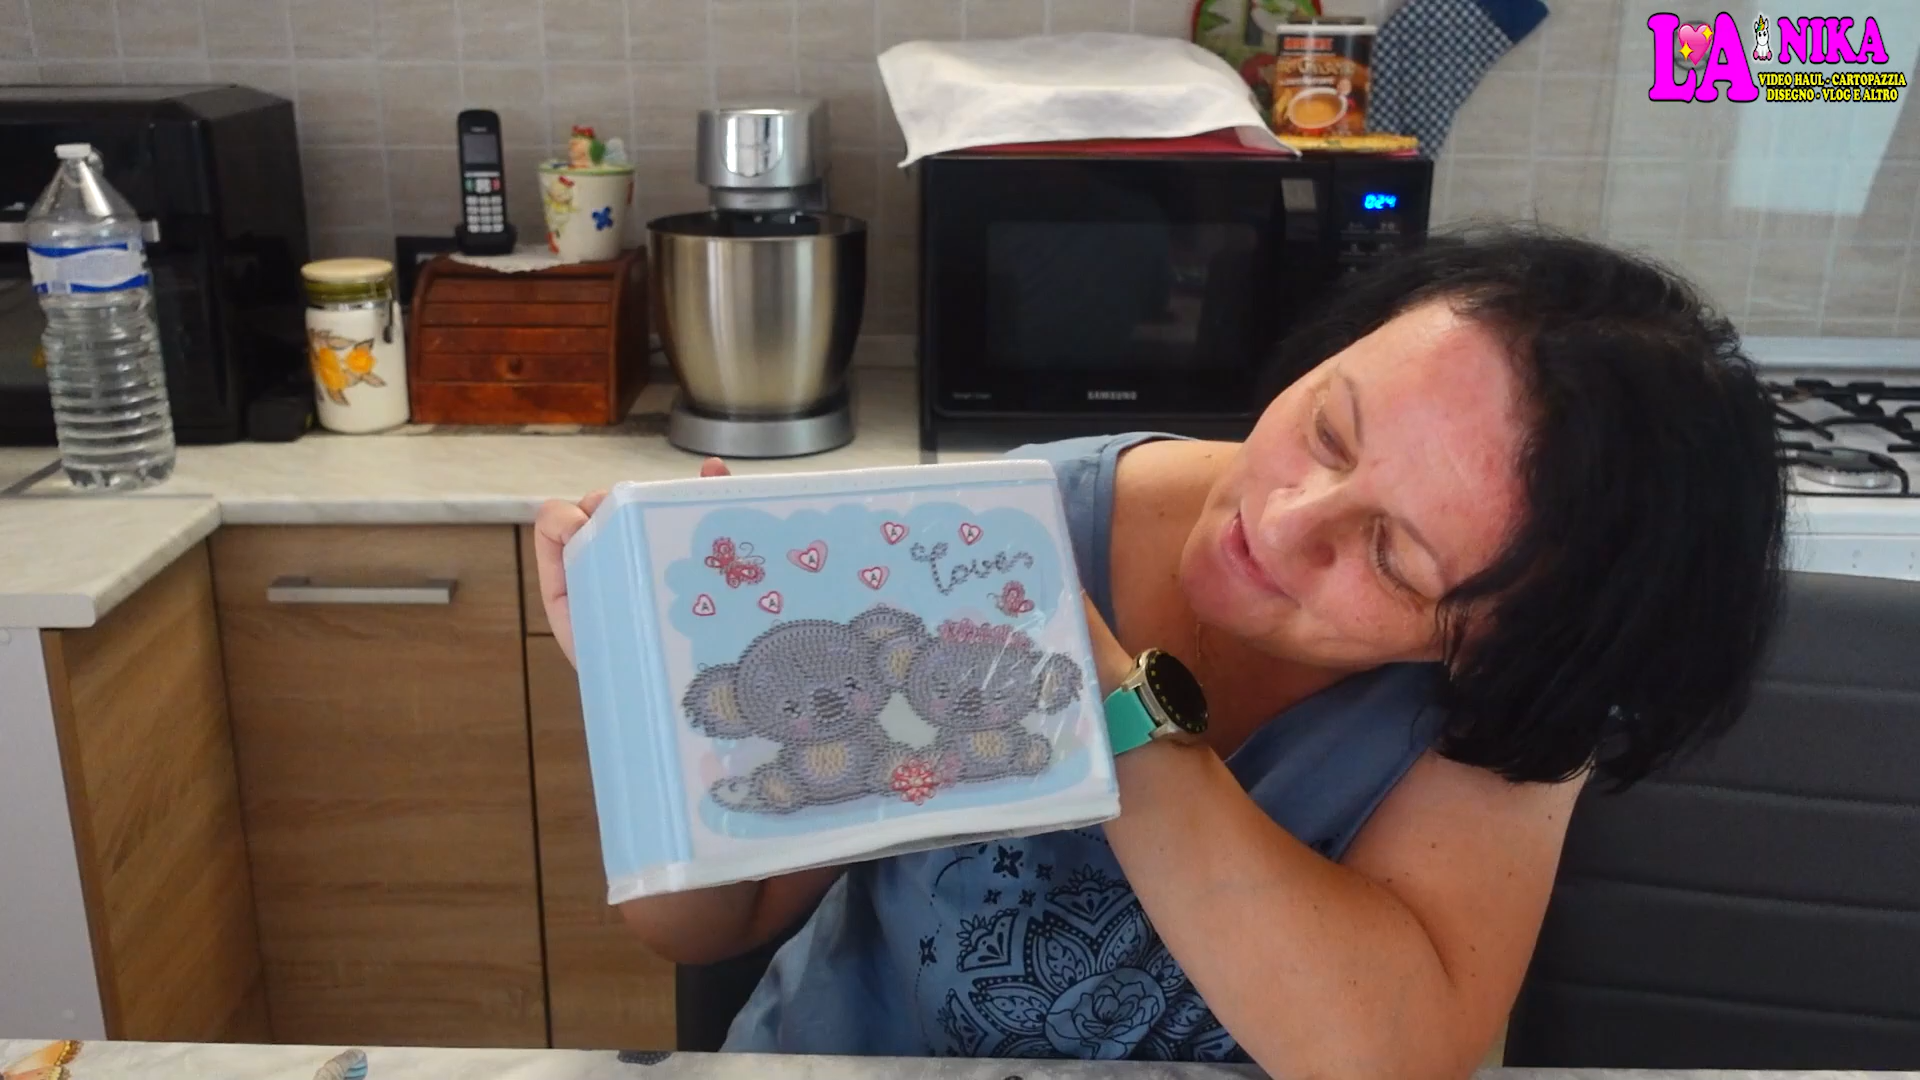 LA NIKA
VIDEO HAUL - CARTOPAZZIA
DISEGNO - VLOG E ALTRO
SAMSUNG
Love
A
A
A
A
A
A